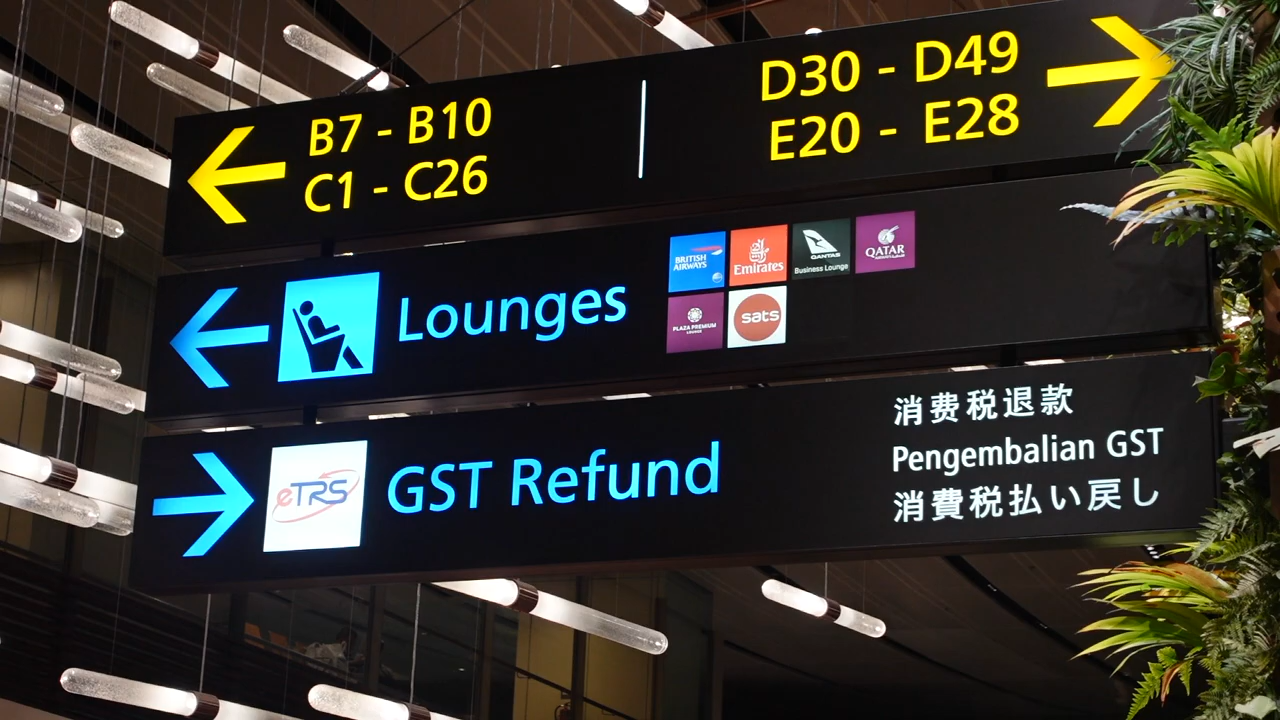 B7 - B10
C1 - C26
D30 - D49
E20 - E28
Lounges
BRITISH AIRWAYS
Emirates
QANTAS
Business Lounge
QATAR
PLAZA PREMIUM
LOUNGE
sats
eTRS
GST Refund
消费税退款
Pengembalian GST
消費税払い戻し